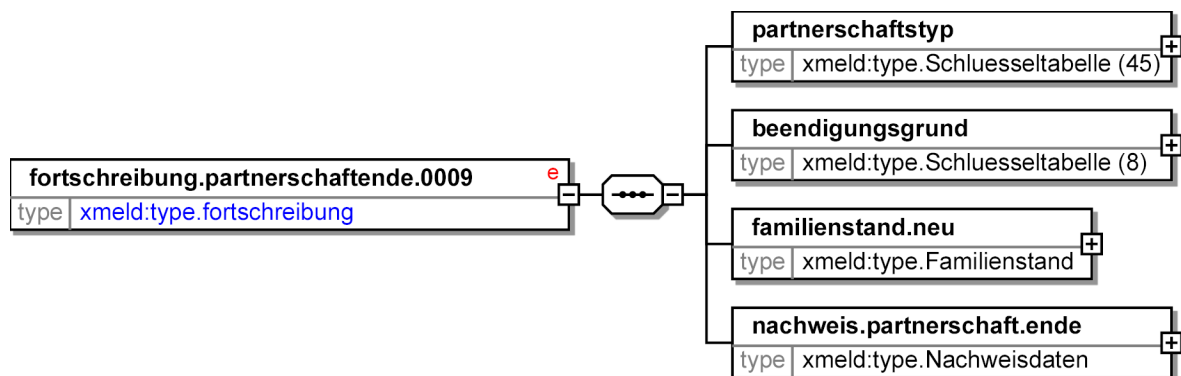 partnerschaftstyp
type xmeld:type.Schluesseltabelle (45)
beendigungsgrund
type xmeld:type.Schluesseltabelle (8)
fortschreibung.partnerschaftende.0009 e
type xmeld:type.fortschreibung
familienstand.neu
type xmeld:type.Familienstand
nachweis.partnerschaft.ende
type xmeld:type.Nachweisdaten